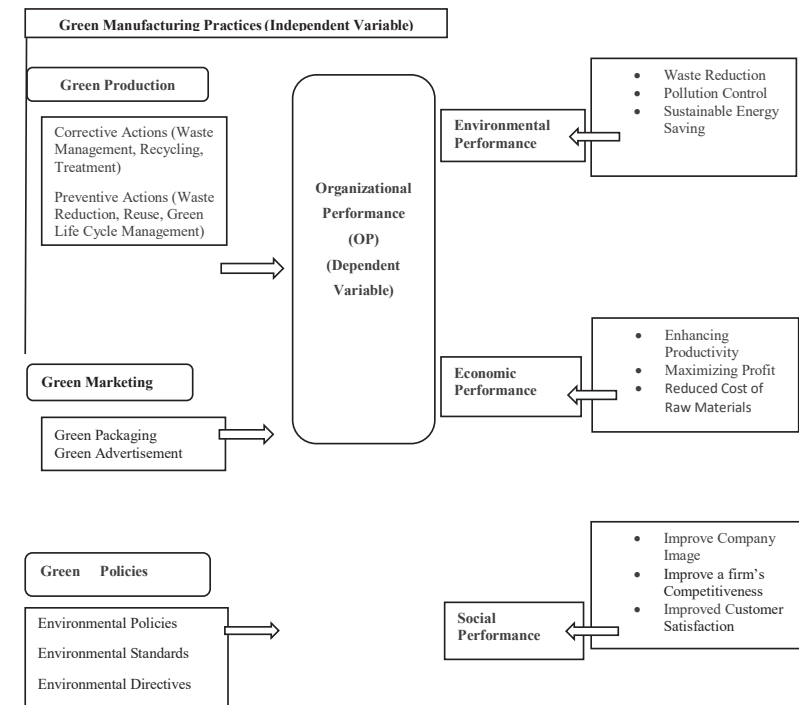 Green Manufacturing Practices (Independent Variable)
Green Production
Corrective Actions (Waste
Management, Recycling,
Treatment)
Preventive Actions (Waste
Reduction, Reuse, Green
Life Cycle Management)
Green Marketing
Green Packaging
Green Advertisement
Green Policies
Environmental Policies
Environmental Standards
Environmental Directives
Organizational
Performance
(OP)
(Dependent
Variable)
Environmental
Performance
• Waste Reduction
• Pollution Control
• Sustainable Energy
Saving
Economic
Performance
• Enhancing
Productivity
• Maximizing Profit
• Reduced Cost of
Raw Materials
Social
Performance
• Improve Company
Image
• Improve a firm's
Competitiveness
• Improved Customer
Satisfaction